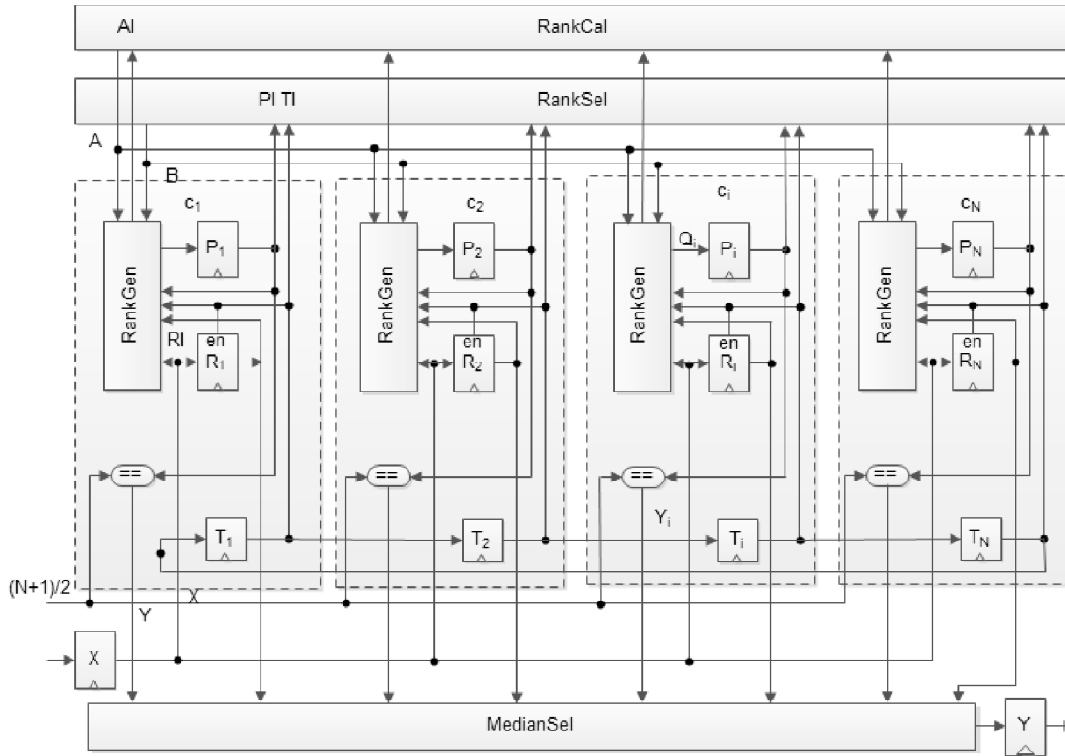 AI RankCal
PI TI RankSel
A
B
c1 c2 ci cN
RankGen P1 RankGen P2 RankGen Qi Pi RankGen PN
RI en en en en
R1 R2 Ri RN
== == == ==
Yi
T1 T2 Ti TN
(N+1)/2
X
Y
X
MedianSel Y